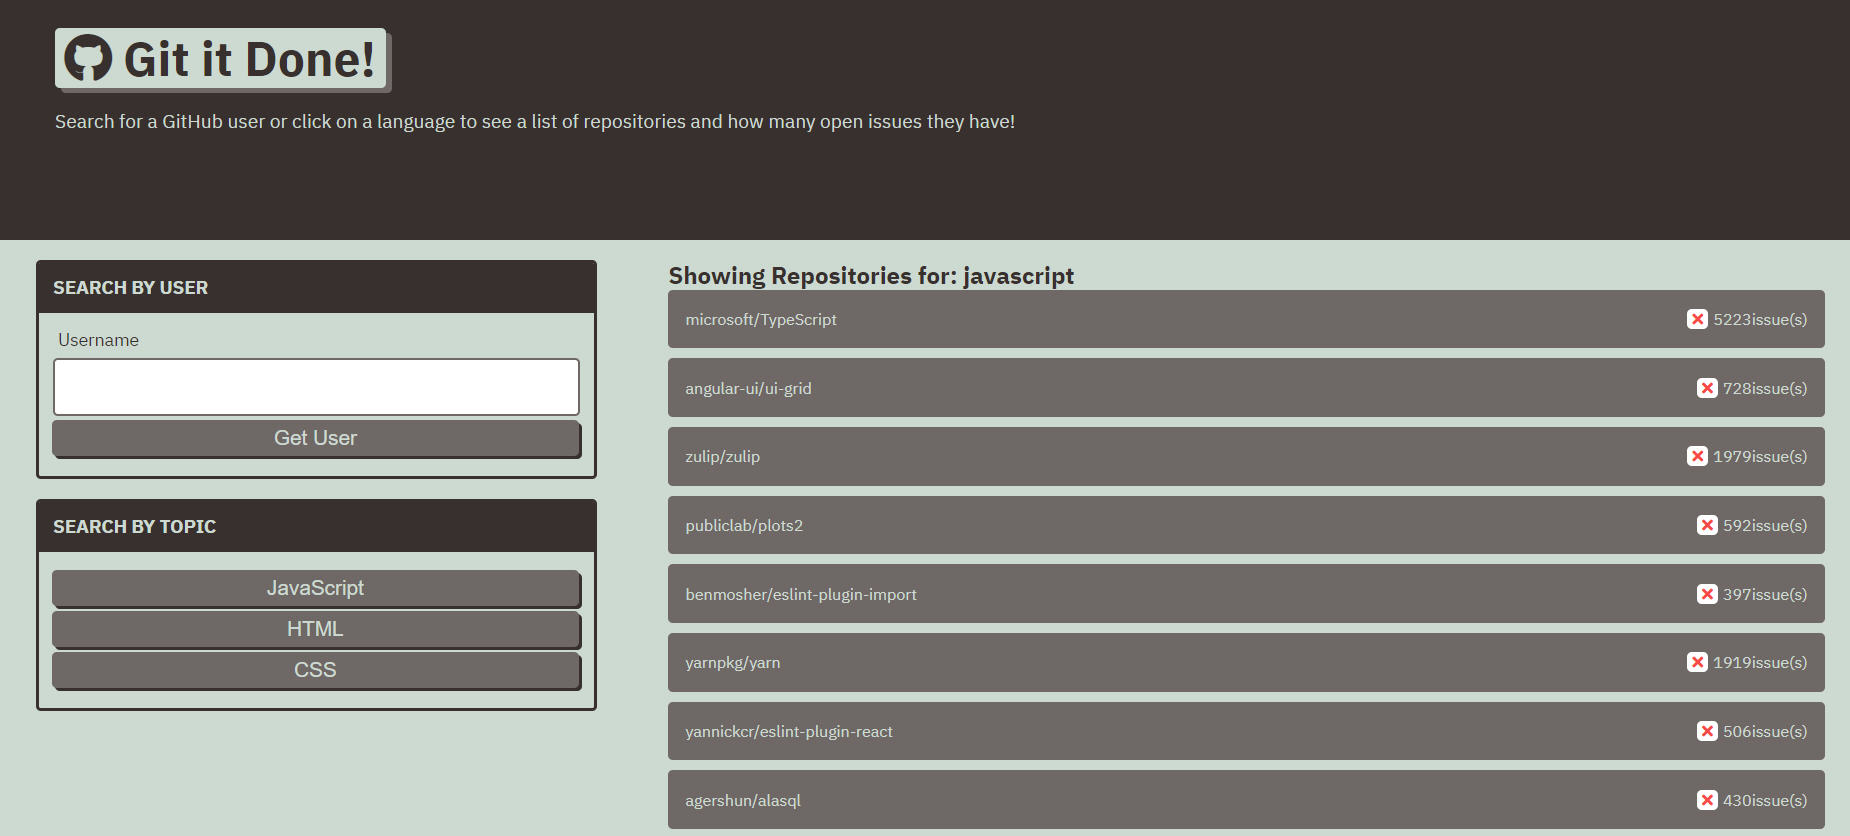 Git it Done!
Search for a GitHub user or click on a language to see a list of repositories and how many open issues they have!
SEARCH BY USER
Username
Get User
SEARCH BY TOPIC
JavaScript
HTML
CSS
Showing Repositories for: javascript
microsoft/TypeScript 5223issue(s)
angular-ui/ui-grid 728issue(s)
zulip/zulip 1979issue(s)
publiclab/plots2 592issue(s)
benmosher/eslint-plugin-import 397issue(s)
yarnpkg/yarn 1919issue(s)
yannickcr/eslint-plugin-react 506issue(s)
agershun/alasql 430issue(s)